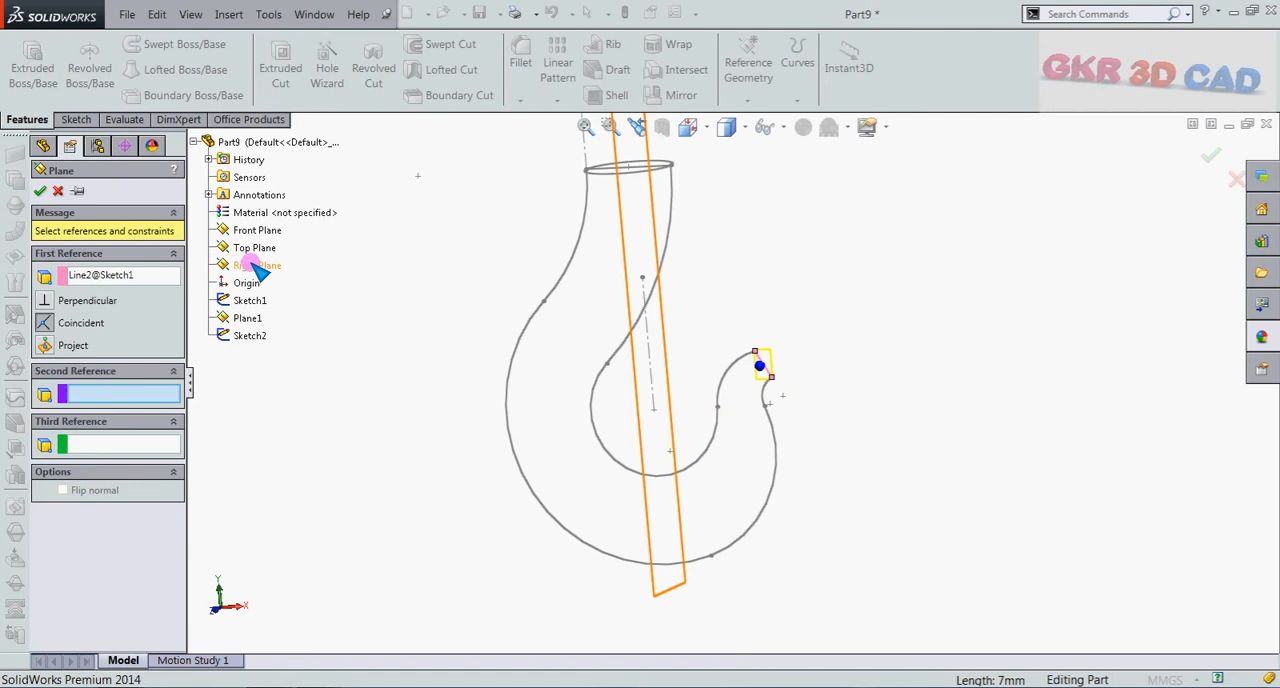 SOLIDWORKS File Edit View Insert Tools Window Help Part9 * Search Commands ?
Extruded Boss/Base
Revolved Boss/Base
Swept Boss/Base
Lofted Boss/Base
Boundary Boss/Base
Extruded Cut
Hole Wizard
Revolved Cut
Swept Cut
Lofted Cut
Boundary Cut
Fillet
Linear Pattern
Rib
Draft
Shell
Wrap
Intersect
Mirror
Reference Geometry
Curves
Instant3D
GKR 3D CAD
Features Sketch Evaluate DimXpert Office Products
Plane ?
Message
Select references and constraints
First Reference
Line2@Sketch1
Perpendicular
Coincident
Project
Second Reference
Third Reference
Options
Flip normal
Part9 (Default<<Default>_...
History
Sensors
Annotations
Material <not specified>
Front Plane
Top Plane
Origin
Sketch1
Plane1
Sketch2
Y
X
Model Motion Study 1
SolidWorks Premium 2014 Length: 7mm Editing Part MMGS